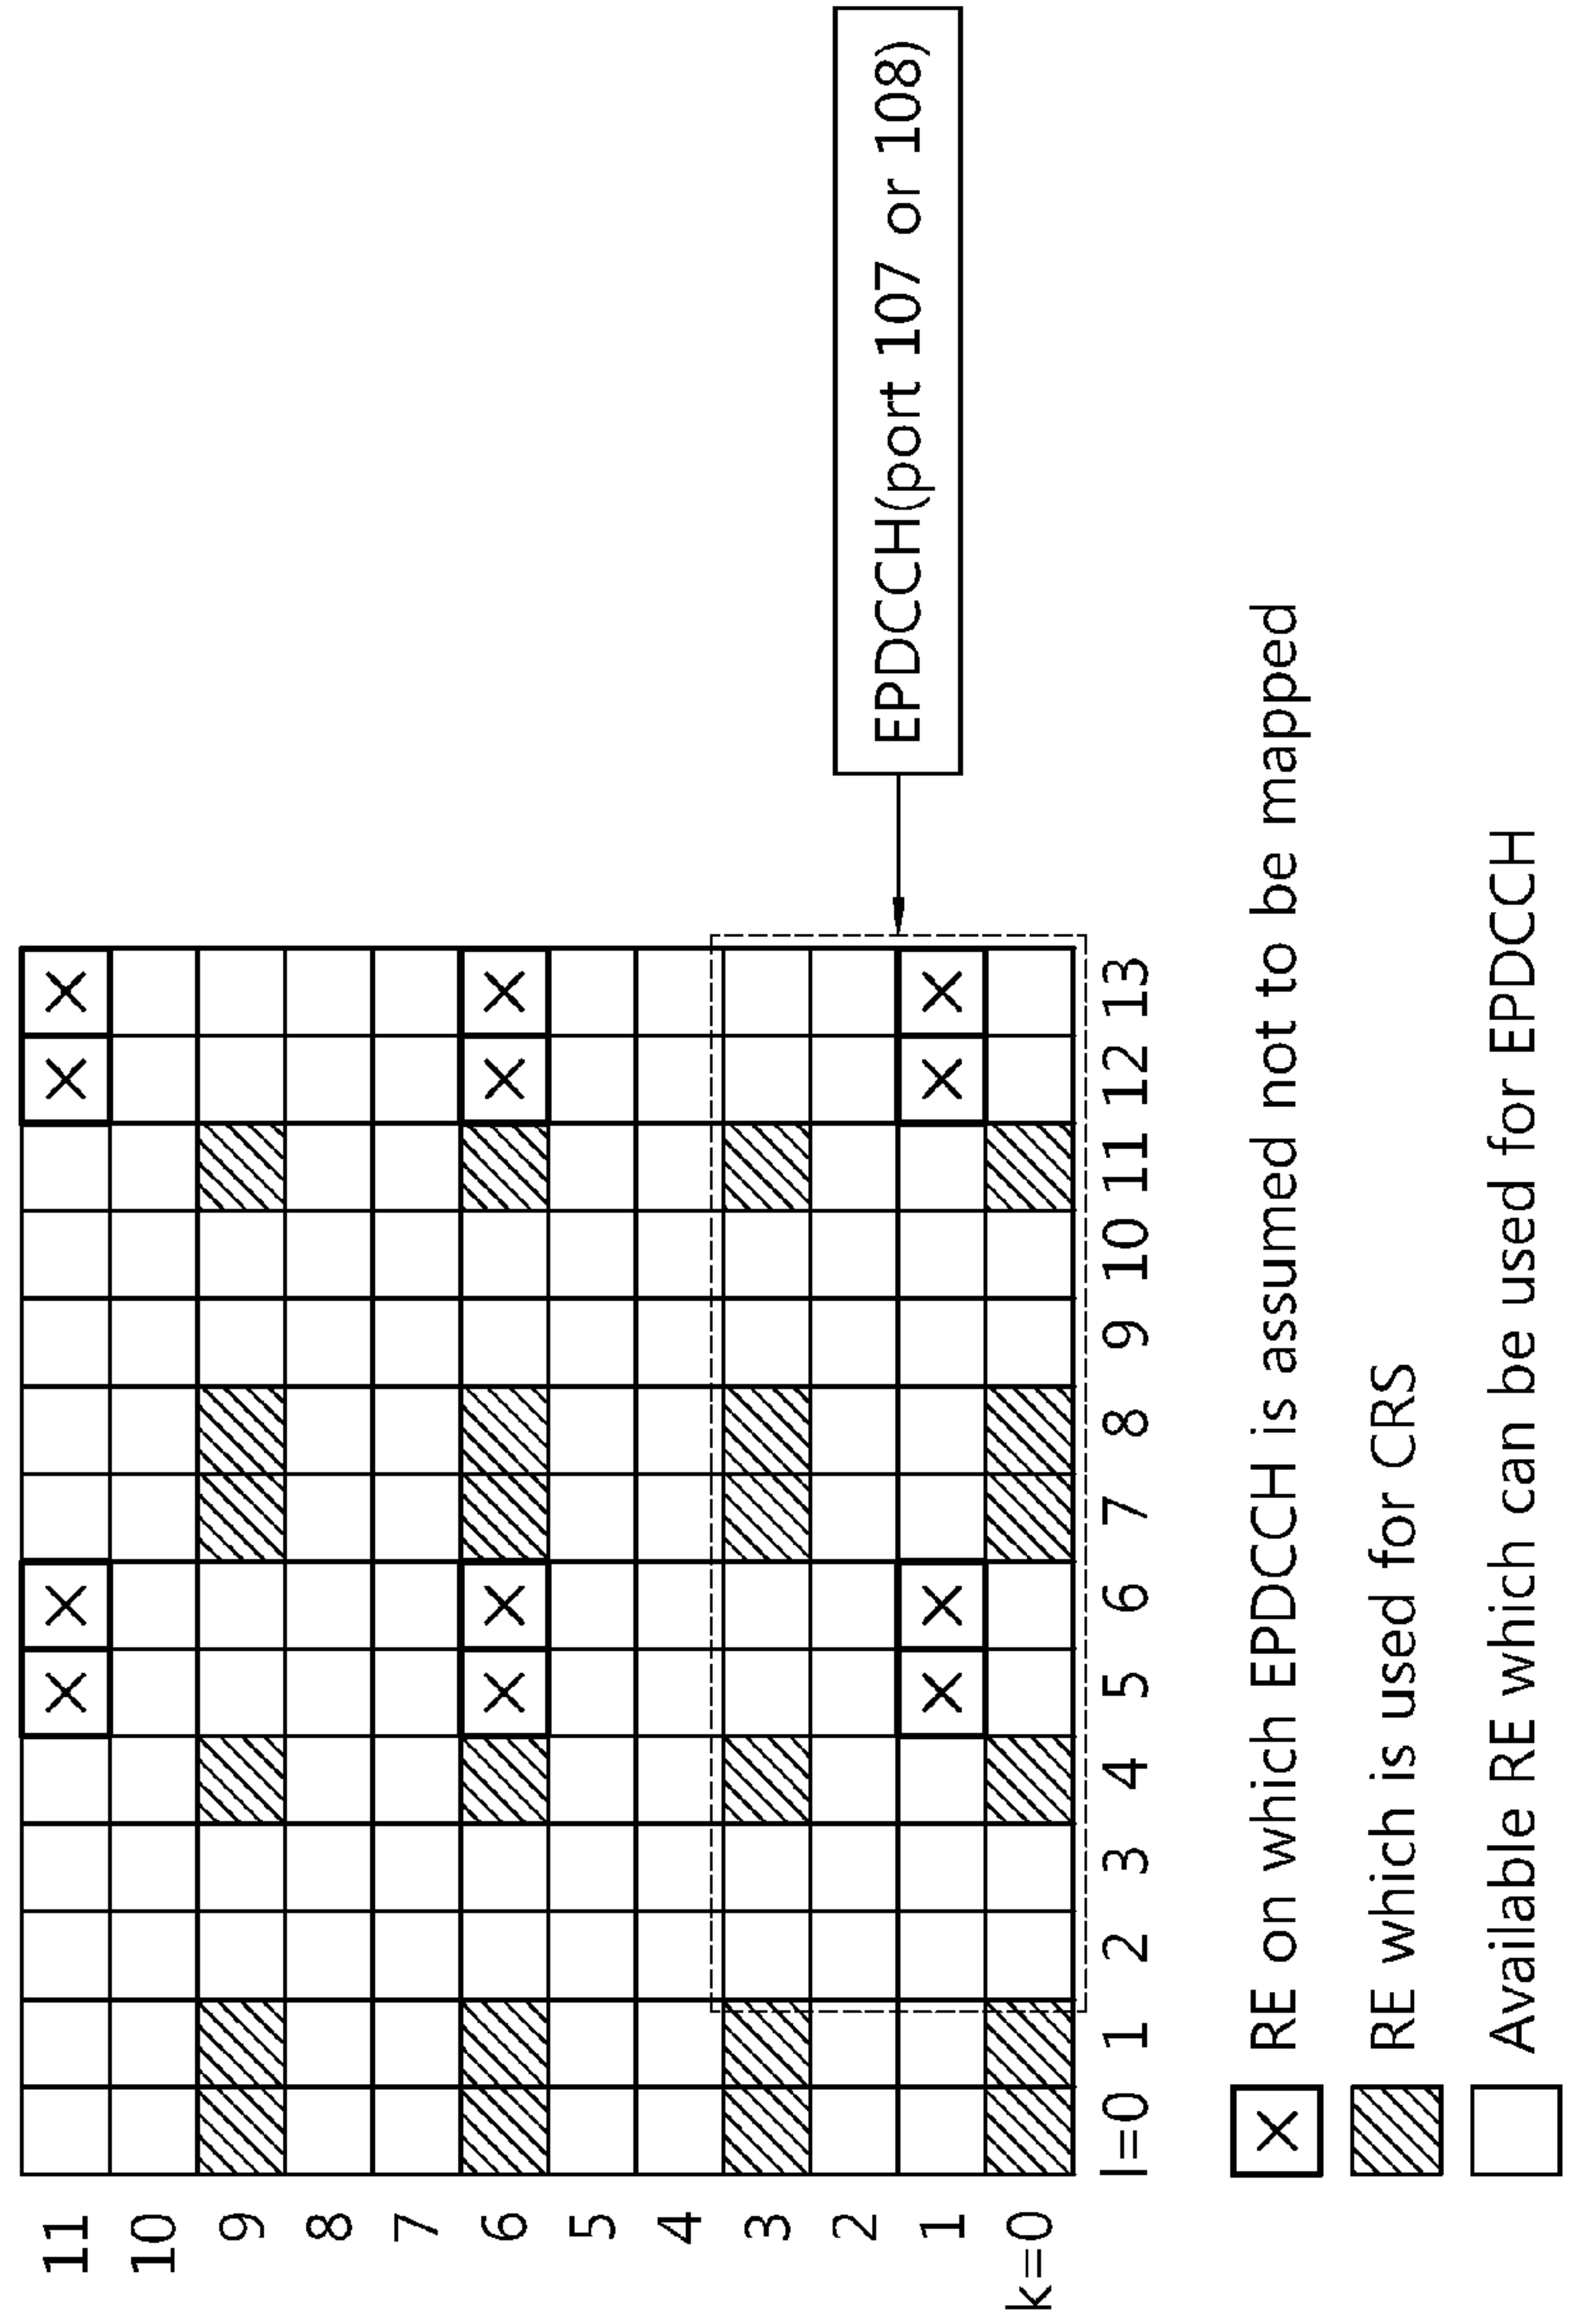 11
10
9
8
7
6
5
4
3
2
1
k=0
EPDCCH(port 107 or 108)
l=0 1 2 3 4 5 6 7 8 9 10 11 12 13
RE on which EPDCCH is assumed not to be mapped
RE which is used for CRS
Available RE which can be used for EPDCCH